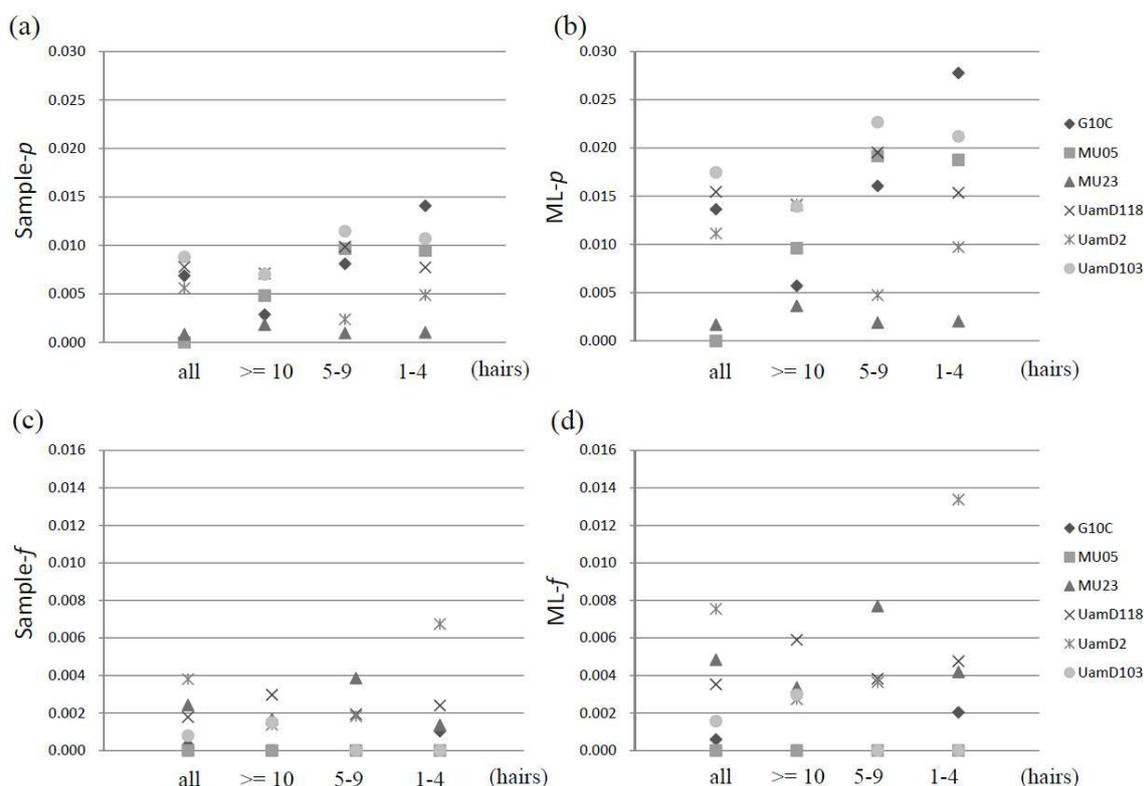 (a)
Sample-p
0.030
0.025
0.020
0.015
0.010
0.005
0.000
all >= 10 5-9 1-4 (hairs)
(b)
ML-p
0.030
0.025
0.020
0.015
0.010
0.005
0.000
all >= 10 5-9 1-4 (hairs)
G10C
MU05
MU23
UamD118
UamD2
UamD103
(c)
Sample-f
0.016
0.014
0.012
0.010
0.008
0.006
0.004
0.002
0.000
all >= 10 5-9 1-4 (hairs)
(d)
ML-f
0.016
0.014
0.012
0.010
0.008
0.006
0.004
0.002
0.000
all >= 10 5-9 1-4 (hairs)
G10C
MU05
MU23
UamD118
UamD2
UamD103